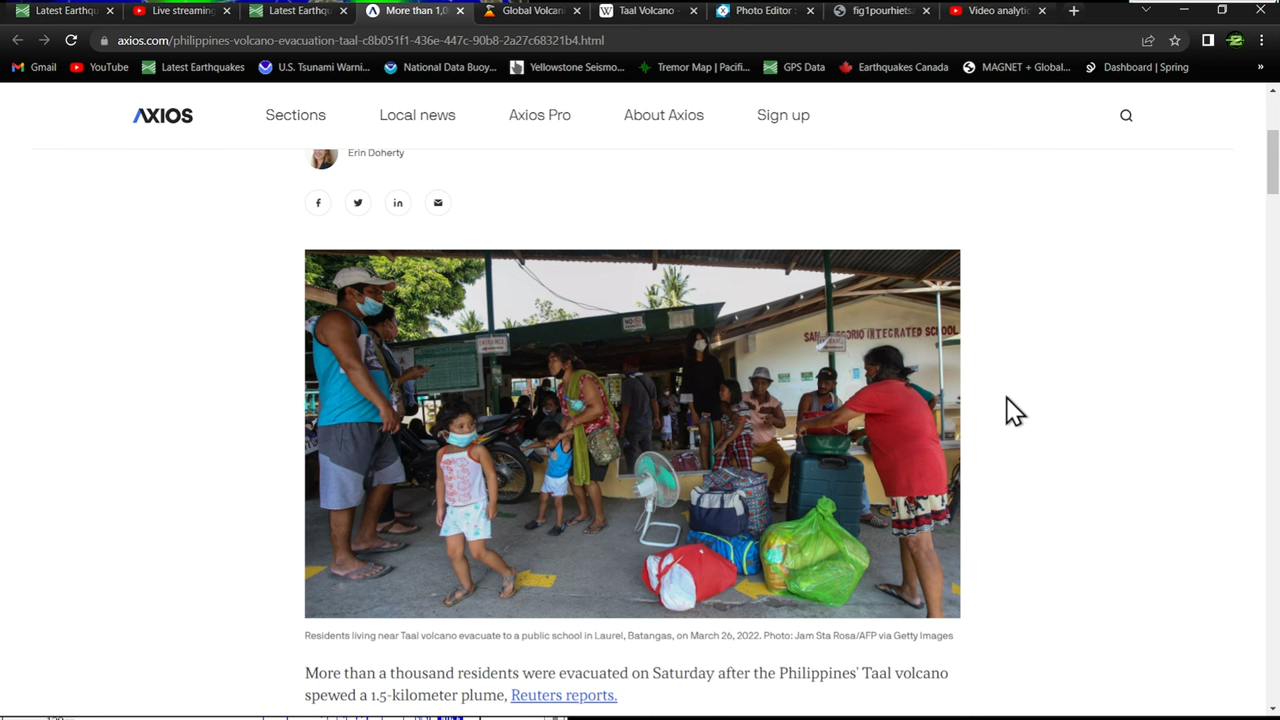 Latest Earthqu
Live streaming
Latest Earthqu
More than 1,0
Global Volcan
Taal Volcano -
Photo Editor :
fig1pourhiets
Video analytic
axios.com/philippines-volcano-evacuation-taal-c8b051f1-436e-447c-90b8-2a27c68321b4.html
Gmail
YouTube
Latest Earthquakes
U.S. Tsunami Warni...
National Data Buoy...
Yellowstone Seismo...
Tremor Map | Pacifi...
GPS Data
Earthquakes Canada
MAGNET + Global...
Dashboard | Spring
»
AXIOS
Sections
Local news
Axios Pro
About Axios
Sign up
Erin Doherty
ENTRANCE
SAN GREGORIO INTEGRATED SCHOOL
Residents living near Taal volcano evacuate to a public school in Laurel, Batangas, on March 26, 2022. Photo: Jam Sta Rosa/AFP via Getty Images
More than a thousand residents were evacuated on Saturday after the Philippines' Taal volcano
spewed a 1.5-kilometer plume, Reuters reports.